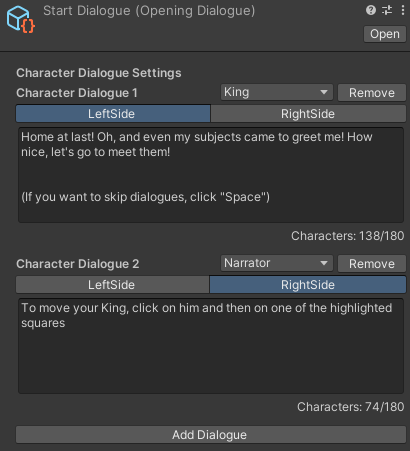 Start Dialogue (Opening Dialogue)
Open
Character Dialogue Settings
Character Dialogue 1 King Remove
LeftSide RightSide
Home at last! Oh, and even my subjects came to greet me! How
nice, let's go to meet them!
(If you want to skip dialogues, click "Space")
Characters: 138/180
Character Dialogue 2 Narrator Remove
LeftSide RightSide
To move your King, click on him and then on one of the highlighted
squares
Characters: 74/180
Add Dialogue